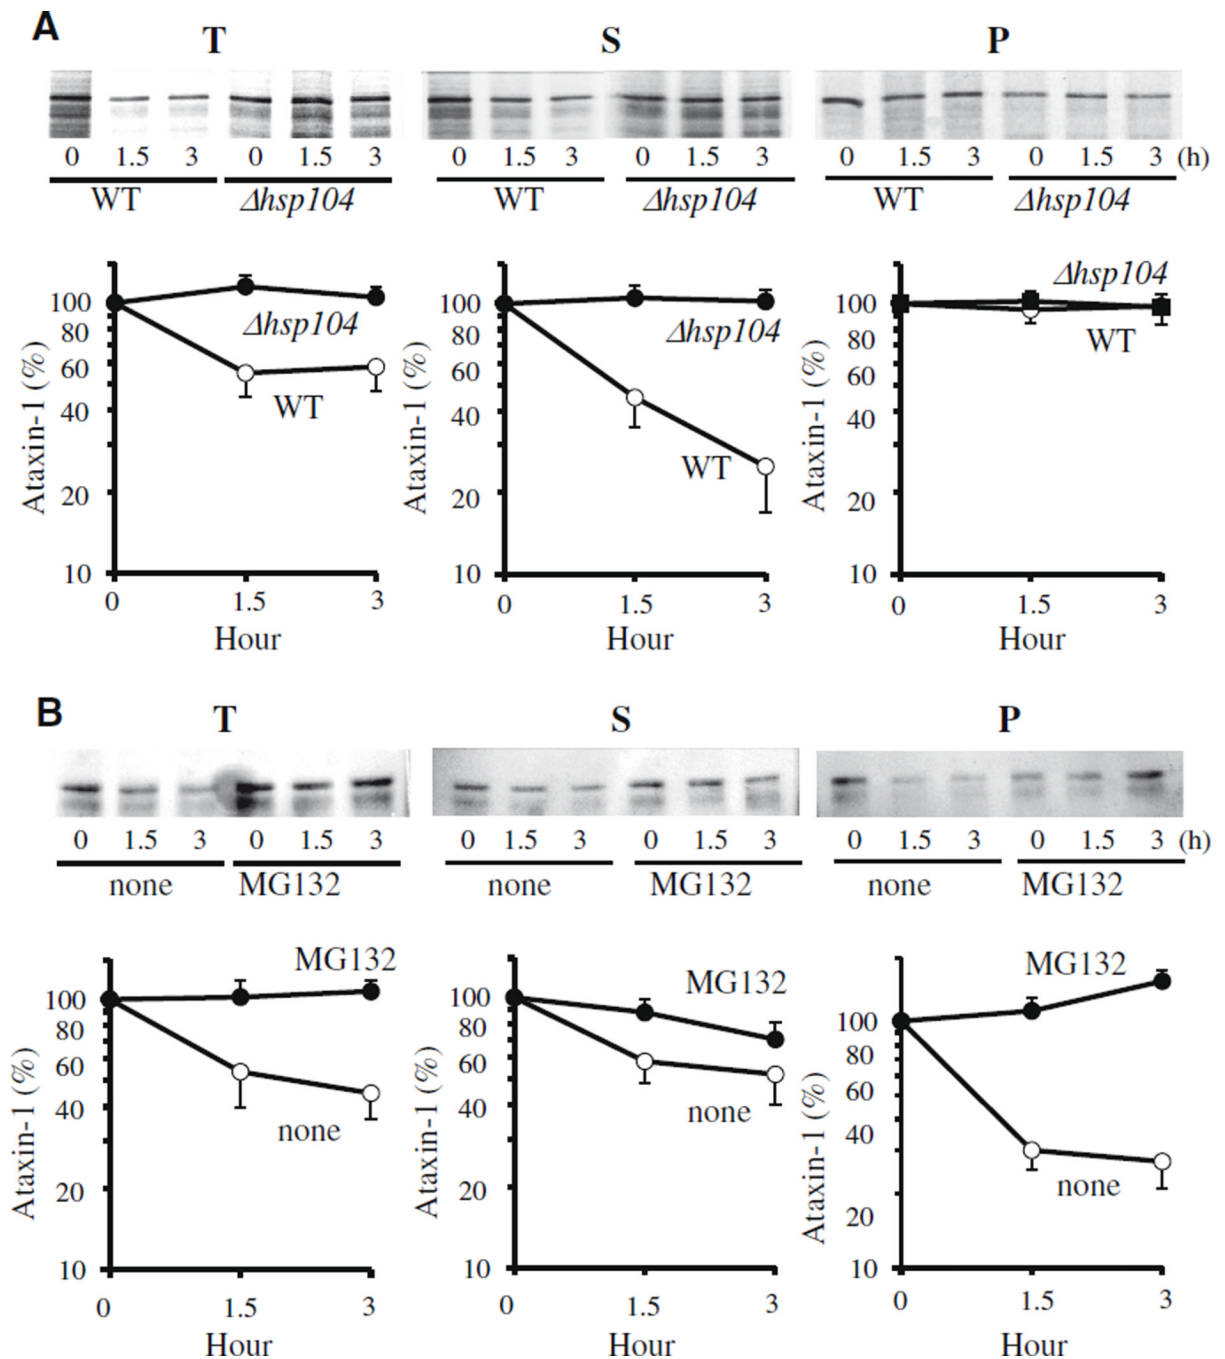 A
T S P
0 1.5 3 0 1.5 3 0 1.5 3 0 1.5 3 0 1.5 3 0 1.5 3 (h)
WT Δhsp104 WT Δhsp104 WT Δhsp104
Ataxin-1 (%)
100
80
60
40
20
10
Δhsp104
WT
0 1.5 3
Hour
Ataxin-1 (%)
100
80
60
40
20
10
Δhsp104
WT
0 1.5 3
Hour
Ataxin-1 (%)
100
80
60
40
20
10
Δhsp104
WT
0 1.5 3
Hour
B
T S P
0 1.5 3 0 1.5 3 0 1.5 3 0 1.5 3 0 1.5 3 0 1.5 3 (h)
none MG132 none MG132 none MG132
Ataxin-1 (%)
100
80
60
40
20
10
MG132
none
0 1.5 3
Hour
Ataxin-1 (%)
100
80
60
40
20
10
MG132
none
0 1.5 3
Hour
Ataxin-1 (%)
100
80
60
40
20
10
MG132
none
0 1.5 3
Hour